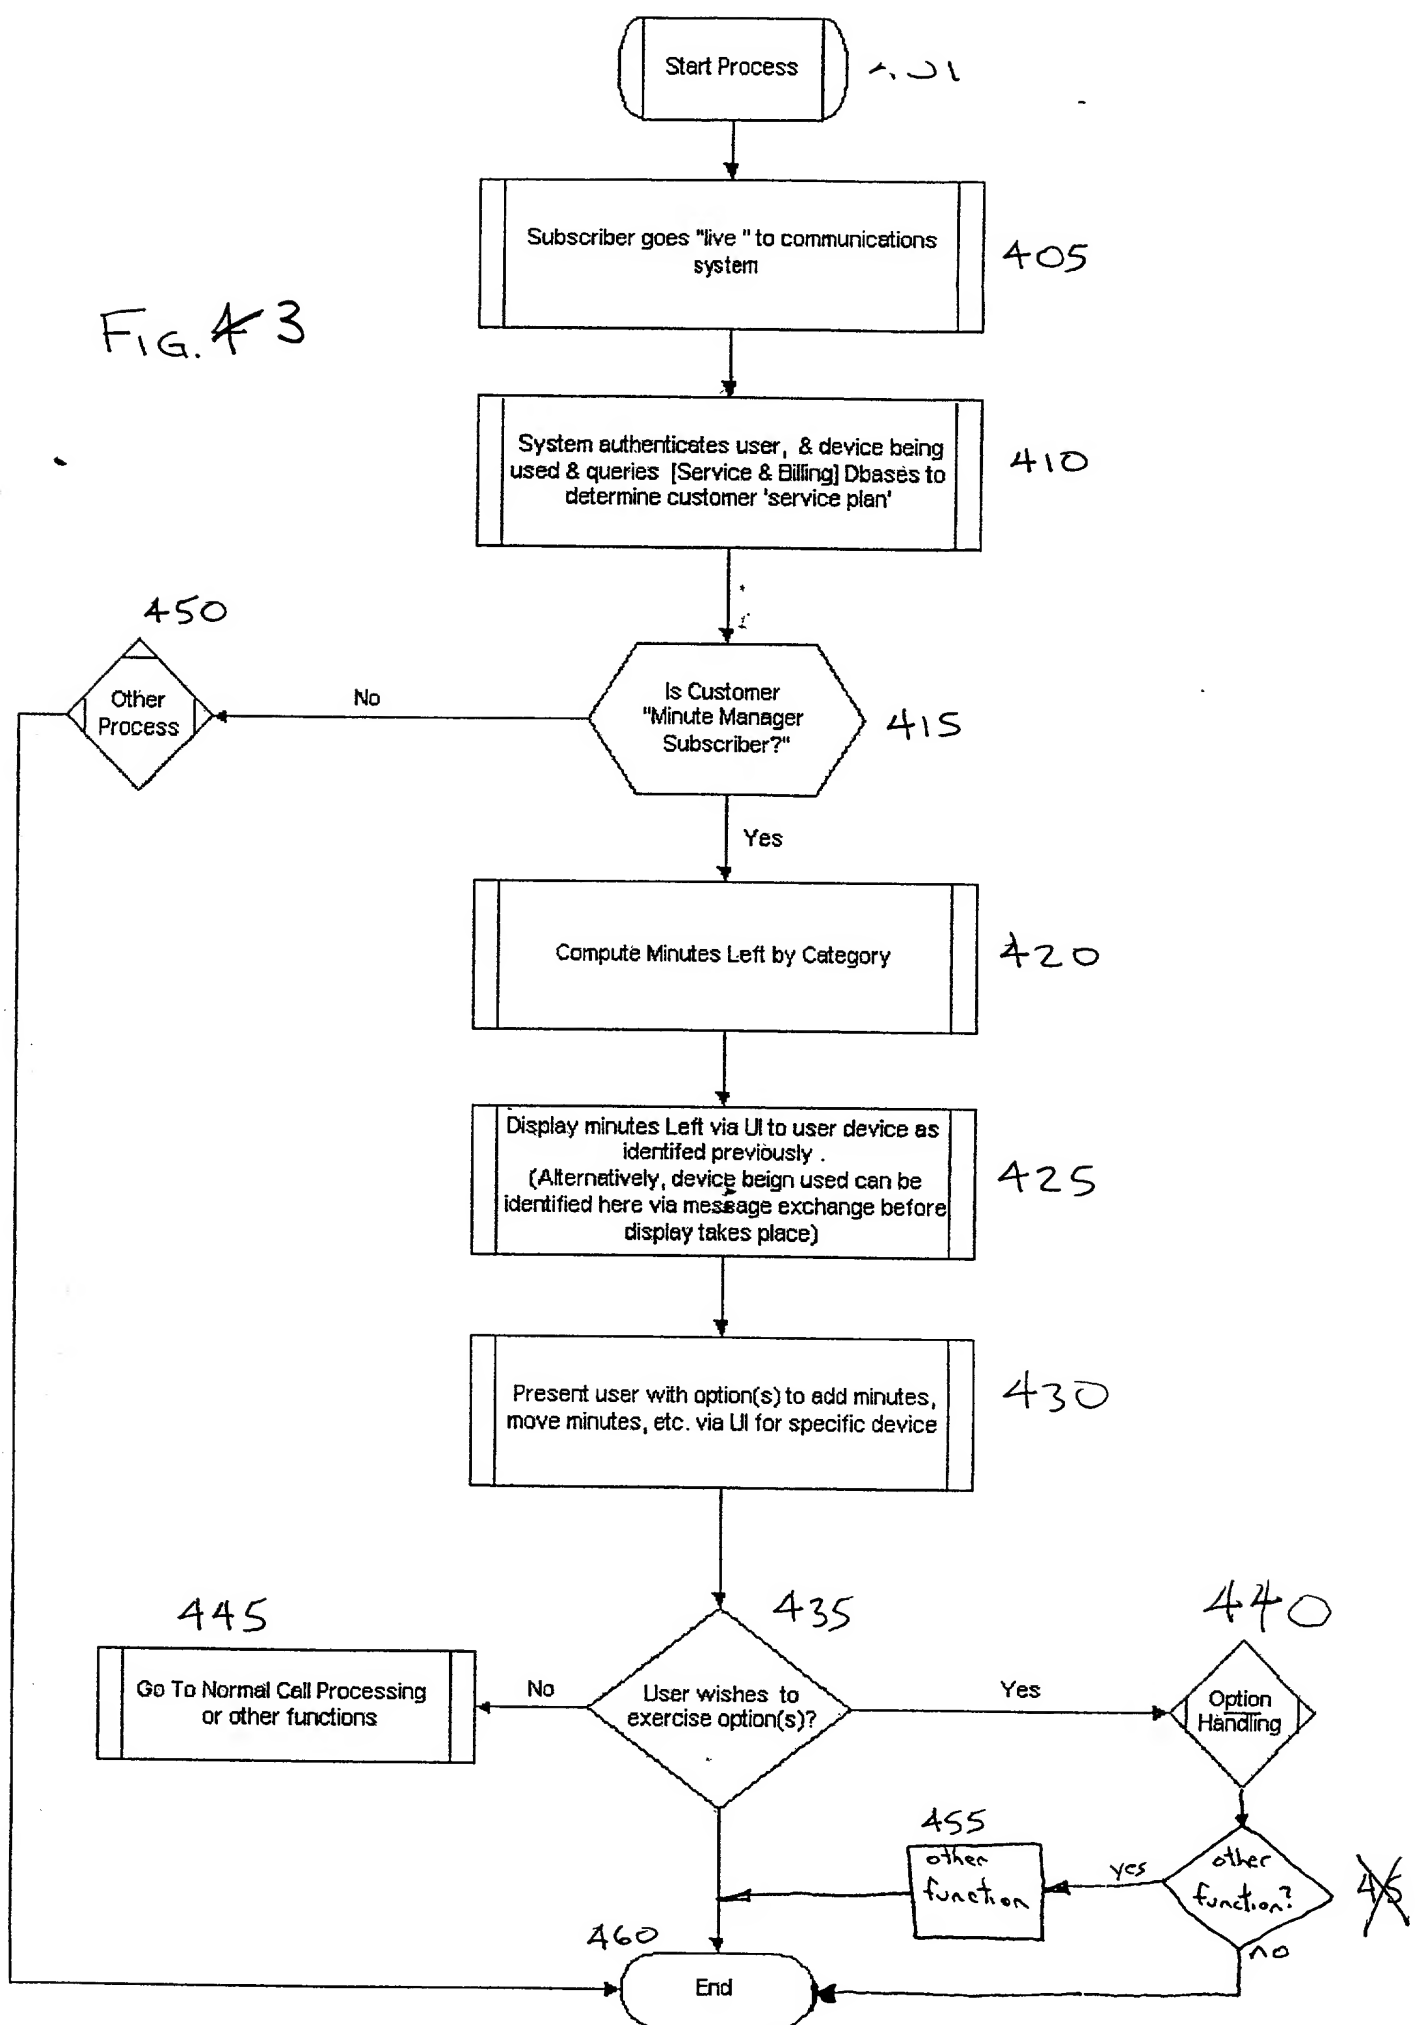 Start Process
Subscriber goes "live " to communications
system
405
FIG. 4 3
System authenticates user, & device being
used & queries [Service & Billing] Dbases to
determine customer 'service plan'
410
450
Other
Process
No
Is Customer
"Minute Manager
Subscriber?"
415
Yes
Compute Minutes Left by Category
420
Display minutes Left via UI to user device as
identifed previously .
(Alternatively, device beign used can be
identified here via message exchange before
display takes place)
425
Present user with option(s) to add minutes,
move minutes, etc. via UI for specific device
430
445
Go To Normal Call Processing
or other functions
No
435
User wishes to
exercise option(s)?
Yes
440
Option
Handling
455
other
function
yes
other
function?
no
460
End